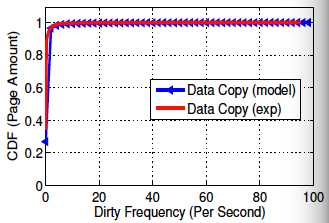 CDF (Page Amount)
1
0.8
0.6
0.4
0.2
0
Data Copy (model)
Data Copy (exp)
0 20 40 60 80 100
Dirty Frequency (Per Second)